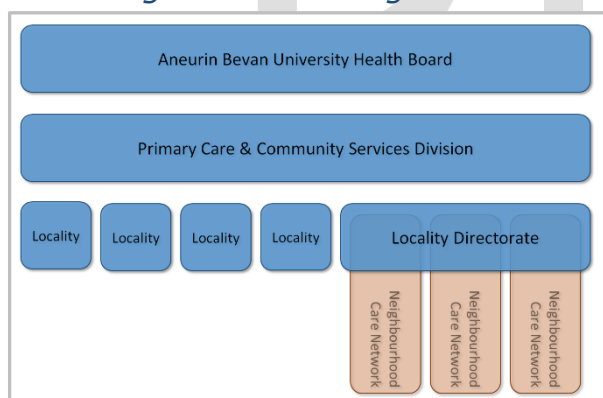 Aneurin Bevan University Health Board
Primary Care & Community Services Division
Locality
Locality
Locality
Locality
Locality Directorate
Neighbourhood
Care Network
Neighbourhood
Care Network
Neighbourhood
Care Network